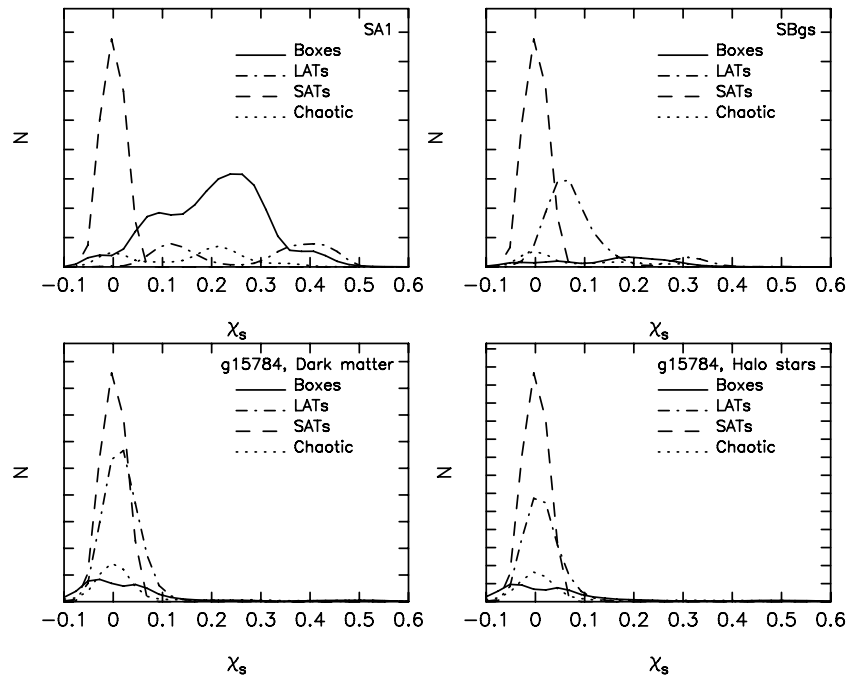 SA1
Boxes
LATs
SATs
Chaotic
N
−0.1 0 0.1 0.2 0.3 0.4 0.5 0.6
χs
SBgs
Boxes
LATs
SATs
Chaotic
N
−0.1 0 0.1 0.2 0.3 0.4 0.5 0.6
χs
g15784, Dark matter
Boxes
LATs
SATs
Chaotic
N
−0.1 0 0.1 0.2 0.3 0.4 0.5 0.6
χs
g15784, Halo stars
Boxes
LATs
SATs
Chaotic
N
−0.1 0 0.1 0.2 0.3 0.4 0.5 0.6
χs